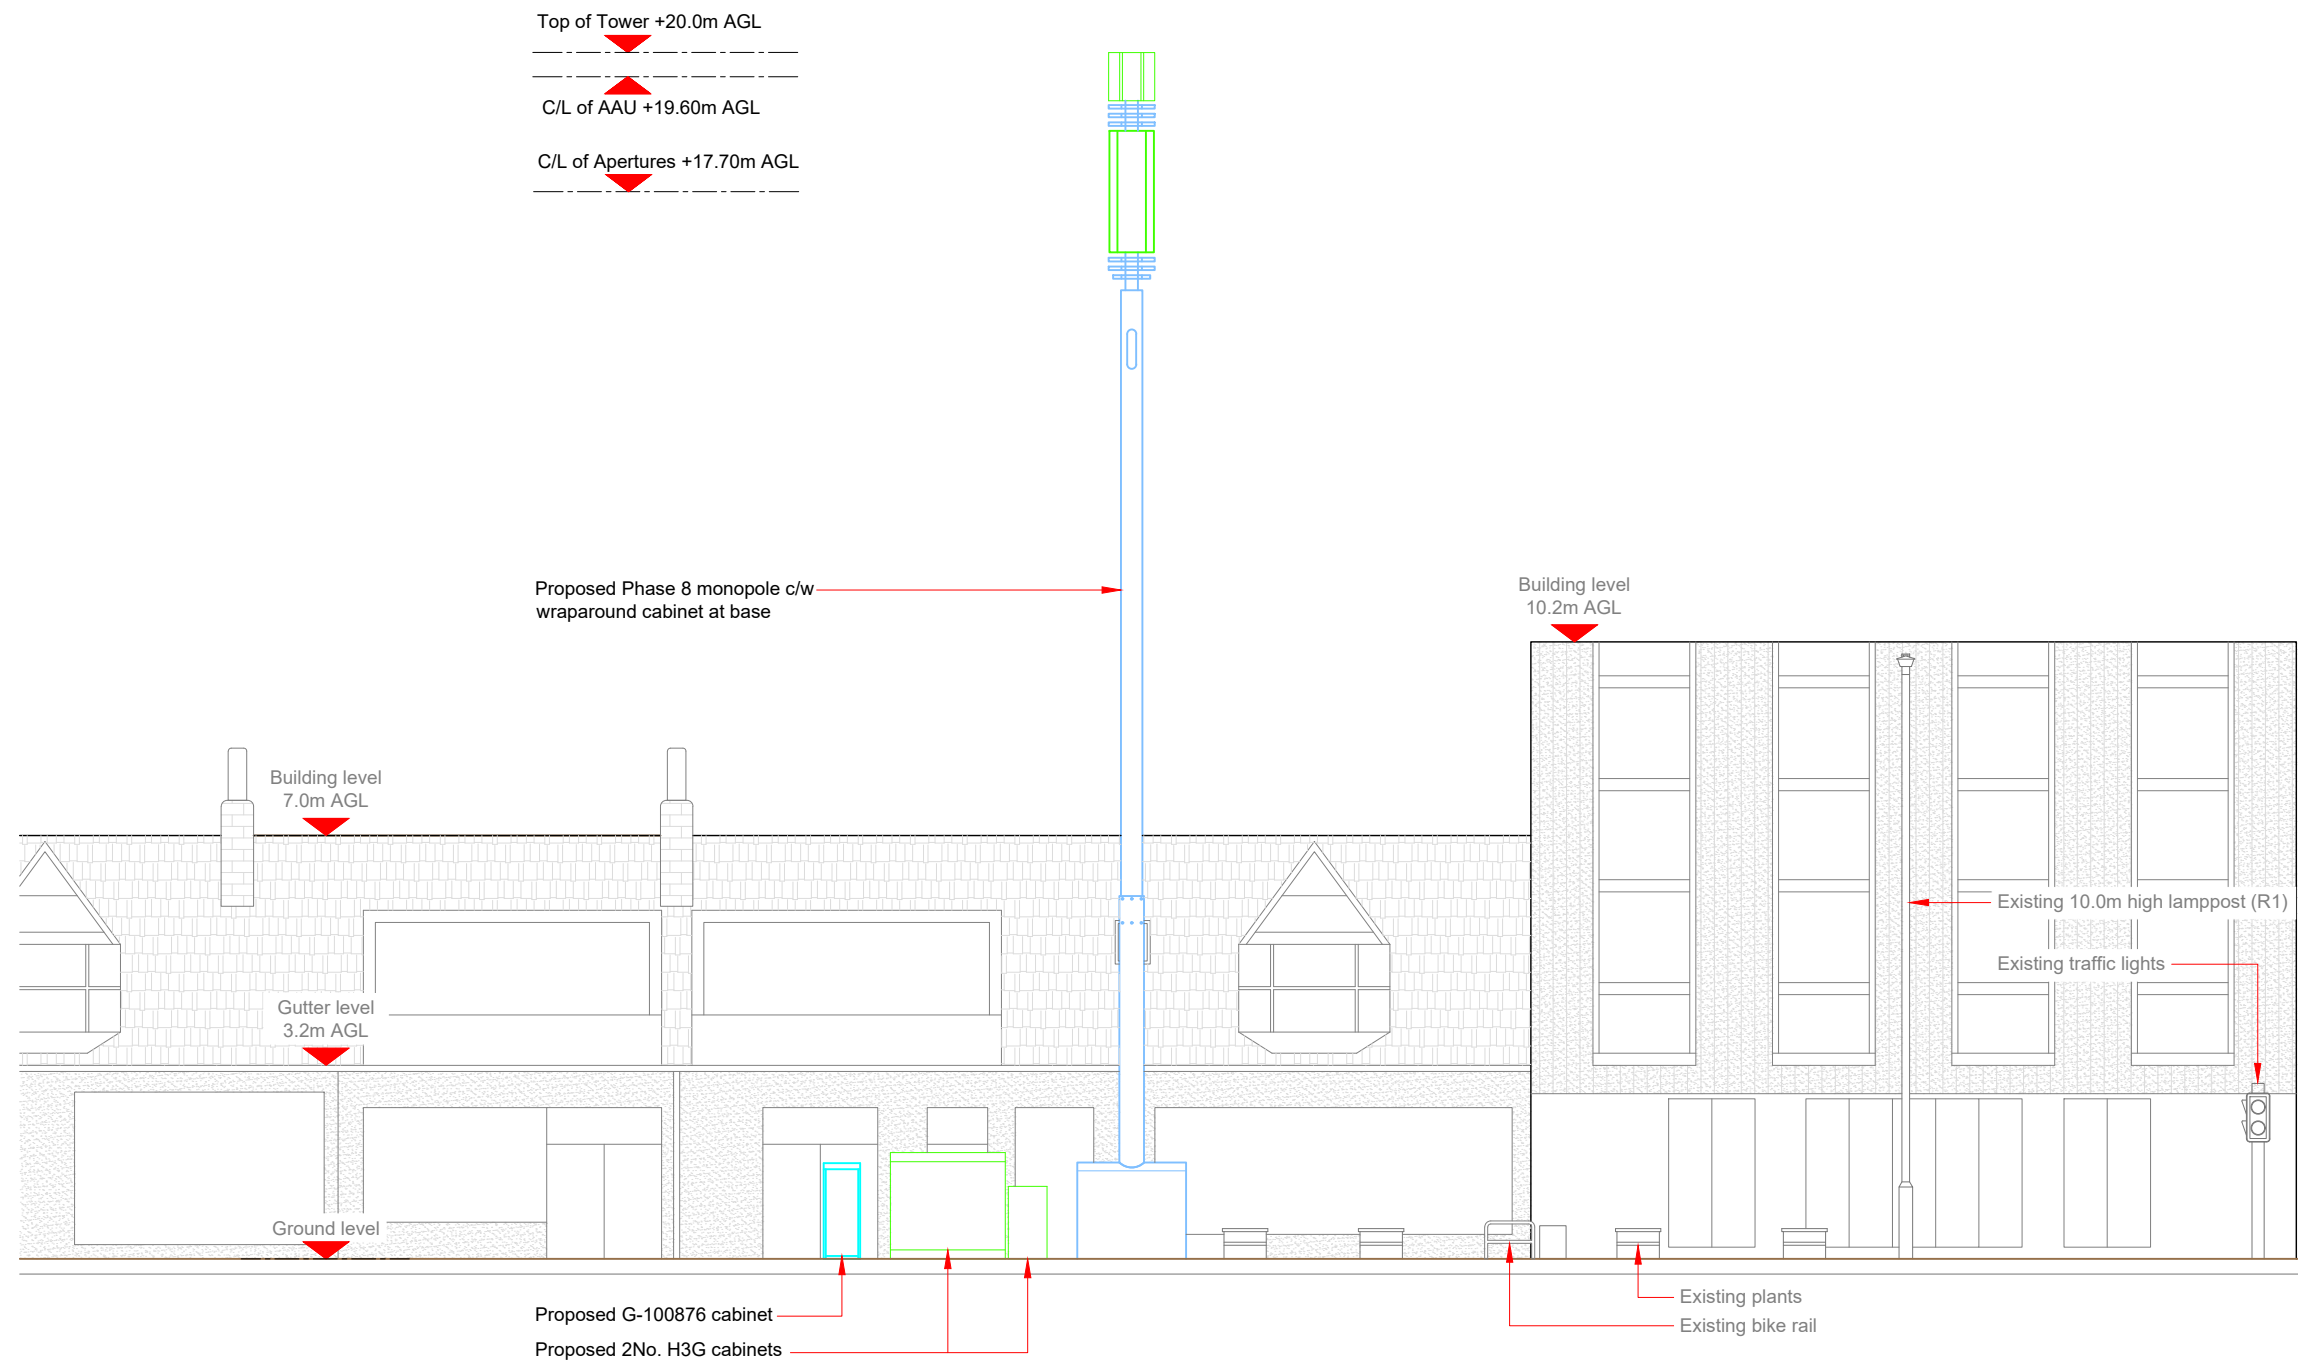 Top of Tower +20.0m AGL
C/L of AAU +19.60m AGL
C/L of Apertures +17.70m AGL
Proposed Phase 8 monopole c/w
wraparound cabinet at base
Building level
10.2m AGL
Building level
7.0m AGL
Existing 10.0m high lamppost (R1)
Existing traffic lights
Gutter level
3.2m AGL
Ground level
Existing plants
Proposed G-100876 cabinet
Existing bike rail
Proposed 2No. H3G cabinets